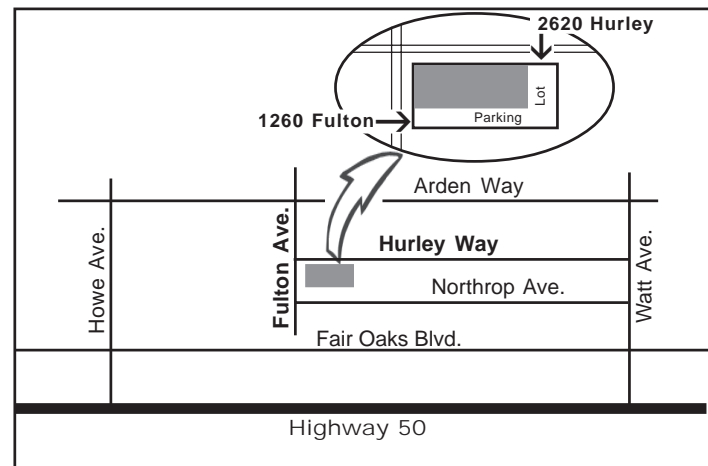 2620 Hurley
Lot
Parking
1260 Fulton
Arden Way
Howe Ave.
Fulton Ave.
Hurley Way
Watt Ave.
Northrop Ave.
Fair Oaks Blvd.
Highway 50